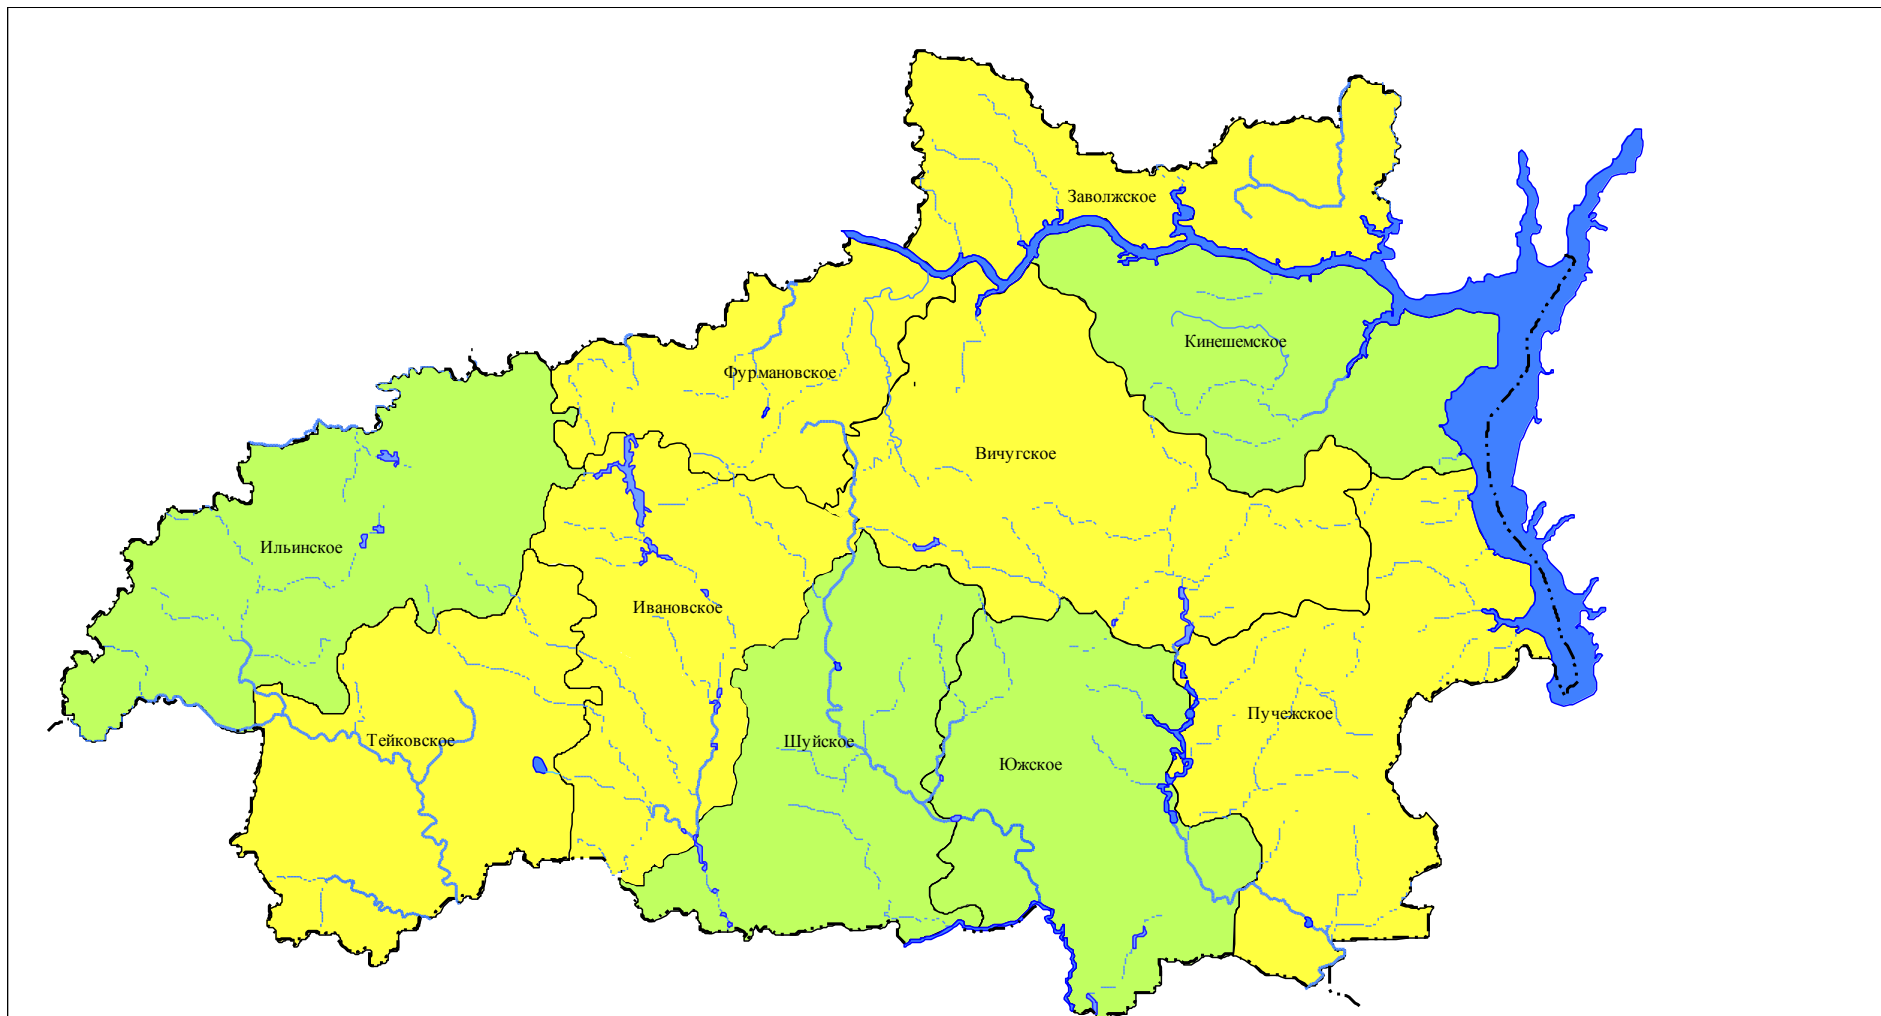 Заволжское
Кинешемское
Фурмановское
Вичугское
Ильинское
Ивановское
Пучежское
Тейковское
Шуйское
Южское